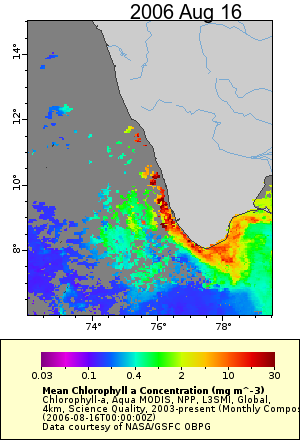 2006 Aug 16
15°
12°
10°
8°
74°
76°
78°
0.03
0.1
0.4
2
10
30
Mean Chlorophyll a Concentration (mg m^-3)
Chlorophyll-a, Aqua MODIS, NPP, L3SMI, Global,
4km, Science Quality, 2003-present (Monthly Compos
(2006-08-16T00:00:00Z)
Data courtesy of NASA/GSFC OBPG